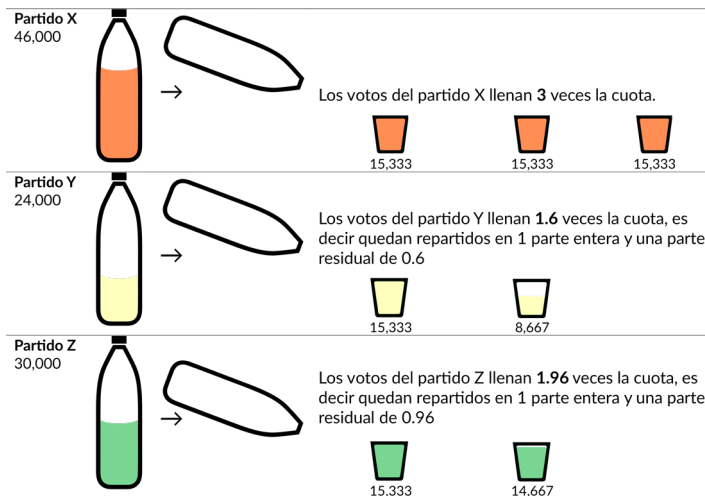 Partido X
46,000
→
Los votos del partido X llenan 3 veces la cuota.
15,333 15,333 15,333
Partido Y
24,000
→
Los votos del partido Y llenan 1.6 veces la cuota, es
decir quedan repartidos en 1 parte entera y una parte
residual de 0.6
15,333 8,667
Partido Z
30,000
→
Los votos del partido Z llenan 1.96 veces la cuota, es
decir quedan repartidos en 1 parte entera y una parte
residual de 0.96
15.333 14.667